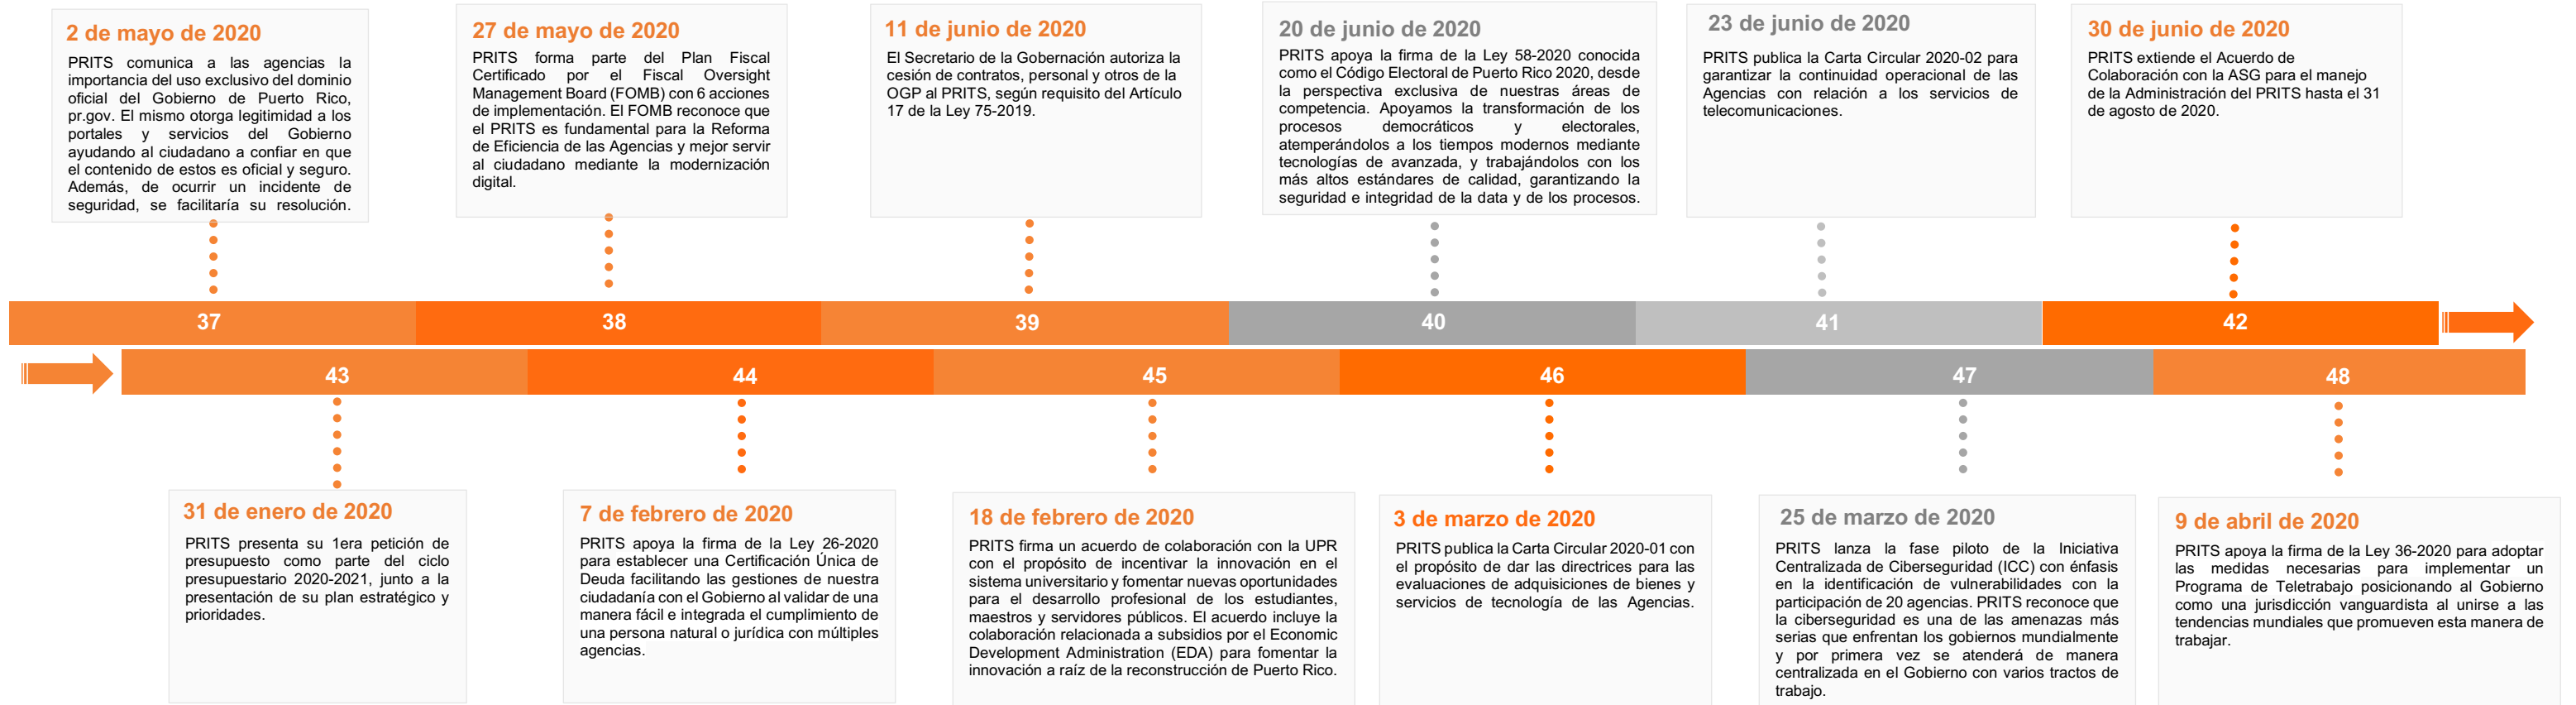 2 de mayo de 2020
PRITS comunica a las agencias la
importancia del uso exclusivo del dominio
oficial del Gobierno de Puerto Rico,
pr.gov. El mismo otorga legitimidad a los
portales y servicios del Gobierno
ayudando al ciudadano a confiar en que
el contenido de estos es oficial y seguro.
Además, de ocurrir un incidente de
seguridad, se facilitaría su resolución.
27 de mayo de 2020
PRITS forma parte del Plan Fiscal
Certificado por el Fiscal Oversight
Management Board (FOMB) con 6 acciones
de implementación. El FOMB reconoce que
el PRITS es fundamental para la Reforma
de Eficiencia de las Agencias y mejor servir
al ciudadano mediante la modernización
digital.
11 de junio de 2020
El Secretario de la Gobernación autoriza la
cesión de contratos, personal y otros de la
OGP al PRITS, según requisito del Artículo
17 de la Ley 75-2019.
20 de junio de 2020
PRITS apoya la firma de la Ley 58-2020 conocida
como el Código Electoral de Puerto Rico 2020, desde
la perspectiva exclusiva de nuestras áreas de
competencia. Apoyamos la transformación de los
procesos democráticos y electorales,
atemperándolos a los tiempos modernos mediante
tecnologías de avanzada, y trabajándolos con los
más altos estándares de calidad, garantizando la
seguridad e integridad de la data y de los procesos.
23 de junio de 2020
PRITS publica la Carta Circular 2020-02 para
garantizar la continuidad operacional de las
Agencias con relación a los servicios de
telecomunicaciones.
30 de junio de 2020
PRITS extiende el Acuerdo de
Colaboración con la ASG para el manejo
de la Administración del PRITS hasta el 31
de agosto de 2020.
37
38
39
40
41
42
43
44
45
46
47
48
31 de enero de 2020
PRITS presenta su 1era petición de
presupuesto como parte del ciclo
presupuestario 2020-2021, junto a la
presentación de su plan estratégico y
prioridades.
7 de febrero de 2020
PRITS apoya la firma de la Ley 26-2020
para establecer una Certificación Única de
Deuda facilitando las gestiones de nuestra
ciudadanía con el Gobierno al validar de una
manera fácil e integrada el cumplimiento de
una persona natural o jurídica con múltiples
agencias.
18 de febrero de 2020
PRITS firma un acuerdo de colaboración con la UPR
con el propósito de incentivar la innovación en el
sistema universitario y fomentar nuevas oportunidades
para el desarrollo profesional de los estudiantes,
maestros y servidores públicos. El acuerdo incluye la
colaboración relacionada a subsidios por el Economic
Development Administration (EDA) para fomentar la
innovación a raíz de la reconstrucción de Puerto Rico.
3 de marzo de 2020
PRITS publica la Carta Circular 2020-01 con
el propósito de dar las directrices para las
evaluaciones de adquisiciones de bienes y
servicios de tecnología de las Agencias.
25 de marzo de 2020
PRITS lanza la fase piloto de la Iniciativa
Centralizada de Ciberseguridad (ICC) con énfasis
en la identificación de vulnerabilidades con la
participación de 20 agencias. PRITS reconoce que
la ciberseguridad es una de las amenazas más
serias que enfrentan los gobiernos mundialmente
y por primera vez se atenderá de manera
centralizada en el Gobierno con varios tractos de
trabajo.
9 de abril de 2020
PRITS apoya la firma de la Ley 36-2020 para adoptar
las medidas necesarias para implementar un
Programa de Teletrabajo posicionando al Gobierno
como una jurisdicción vanguardista al unirse a las
tendencias mundiales que promueven esta manera de
trabajar.